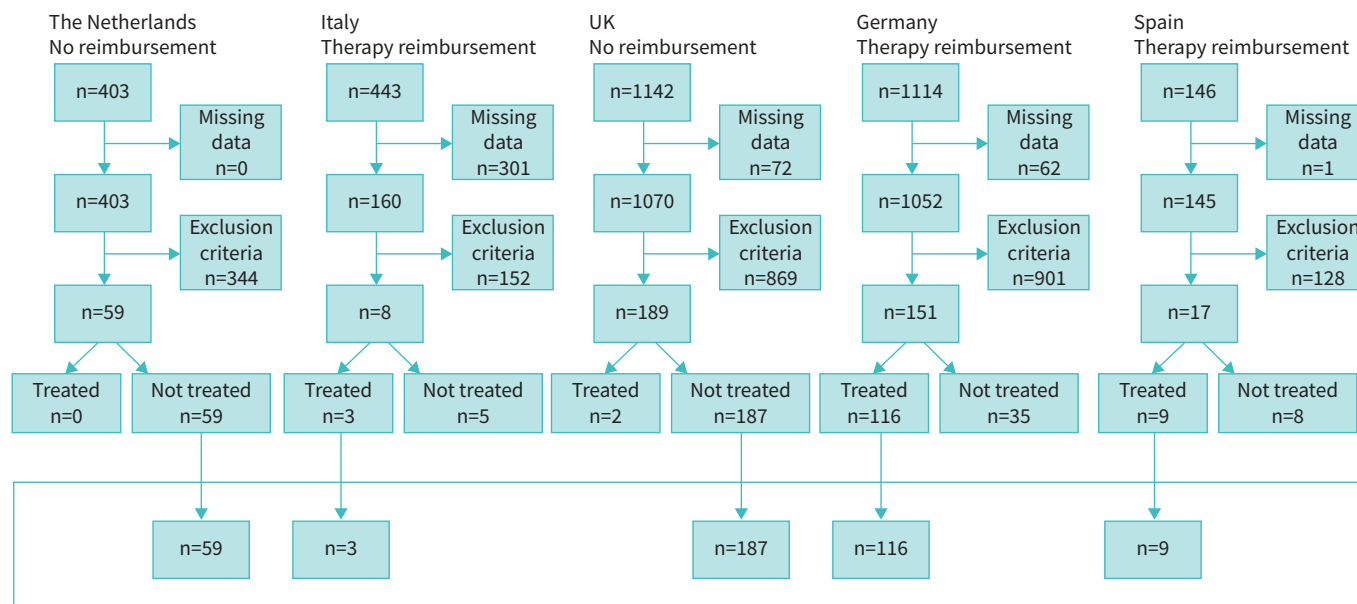 The Netherlands
No reimbursement
n=403
Missing
data
n=0
n=403
Exclusion
criteria
n=344
n=59
Treated
n=0
Not treated
n=59
n=59
Italy
Therapy reimbursement
n=443
Missing
data
n=301
n=160
Exclusion
criteria
n=152
n=8
Treated
n=3
Not treated
n=5
n=3
UK
No reimbursement
n=1142
Missing
data
n=72
n=1070
Exclusion
criteria
n=869
n=189
Treated
n=2
Not treated
n=187
n=187
Germany
Therapy reimbursement
n=1114
Missing
data
n=62
n=1052
Exclusion
criteria
n=901
n=151
Treated
n=116
Not treated
n=35
n=116
Spain
Therapy reimbursement
n=146
Missing
data
n=1
n=145
Exclusion
criteria
n=128
n=17
Treated
n=9
Not treated
n=8
n=9